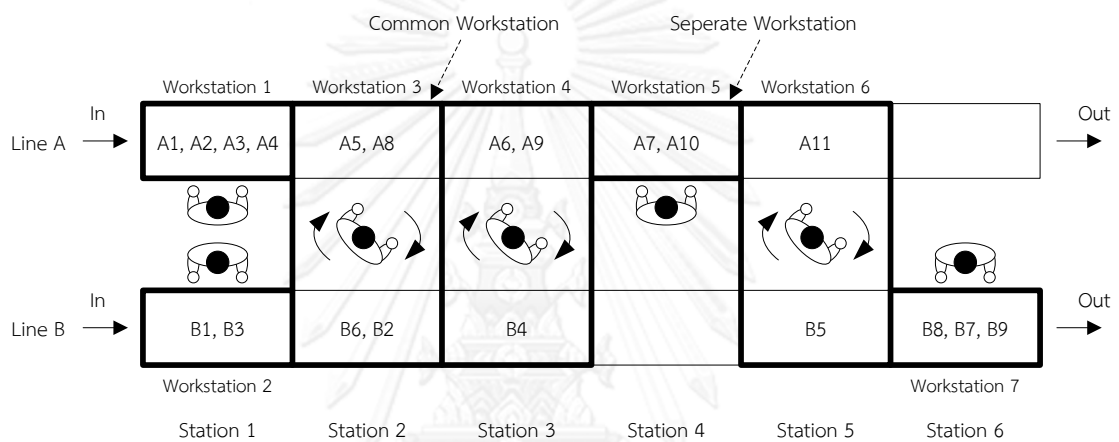 Common Workstation
Seperate Workstation
Workstation 1
Workstation 3
Workstation 4
Workstation 5
Workstation 6
In
Out
Line A
A1, A2, A3, A4
A5, A8
A6, A9
A7, A10
A11
In
Out
Line B
B1, B3
B6, B2
B4
B5
B8, B7, B9
Workstation 2
Workstation 7
Station 1
Station 2
Station 3
Station 4
Station 5
Station 6